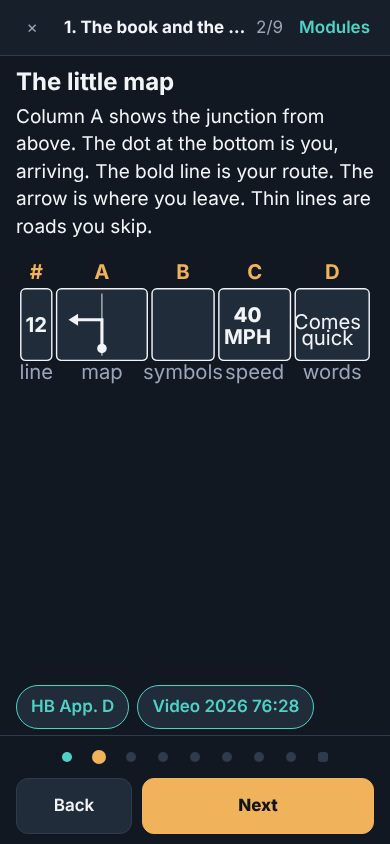 × 1. The book and the … 2/9 Modules
The little map
Column A shows the junction from
above. The dot at the bottom is you,
arriving. The bold line is your route. The
arrow is where you leave. Thin lines are
roads you skip.
# A B C D
12 40 MPH Comes quick
line map symbols speed words
HB App. D Video 2026 76:28
Back Next